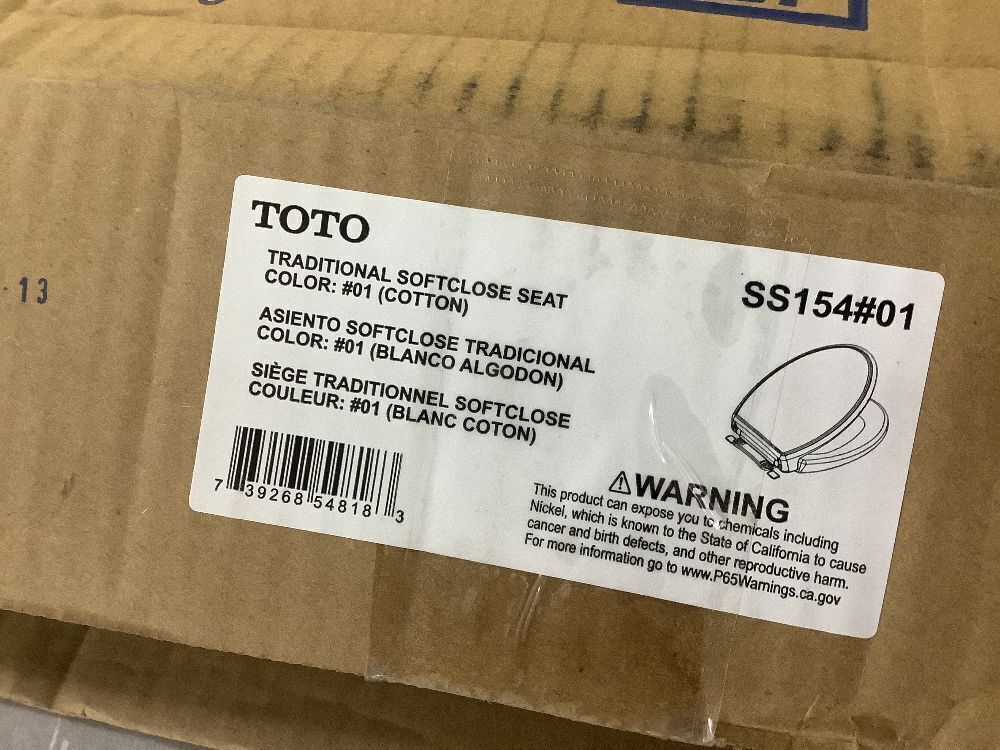 TOTO
TRADITIONAL SOFTCLOSE SEAT
COLOR: #01 (COTTON)
ASIENTO SOFTCLOSE TRADICIONAL
COLOR: #01 (BLANCO ALGODON)
SIÈGE TRADITIONNEL SOFTCLOSE
COULEUR: #01 (BLANC COTON)
7 39268 54818 3
SS154#01
⚠WARNING
This product can expose you to chemicals including
Nickel, which is known to the State of California to cause
cancer and birth defects, and other reproductive harm.
For more information go to www.P65Warnings.ca.gov
13